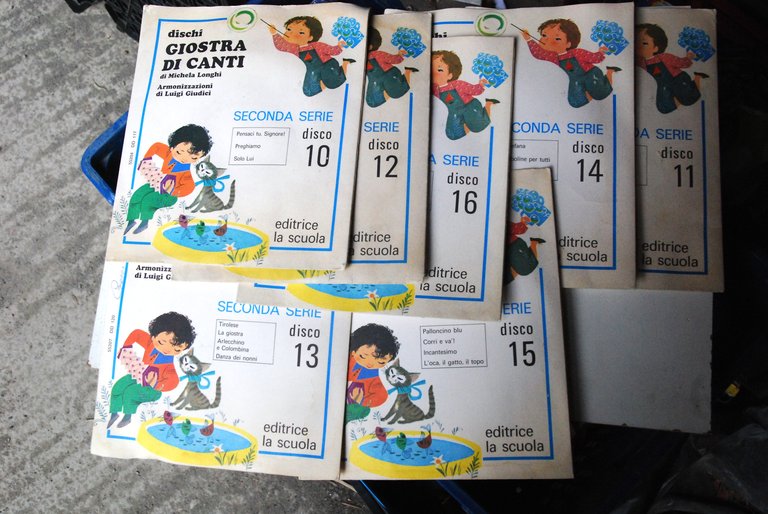 dischi
GIOSTRA
DI CANTI
di Michela Longhi
Armonizzazioni
di Luigi Giudici
SECONDA SERIE
Pensaci tu, Signore!
Preghiamo
Solo Lui
disco
10
editrice
la scuola
SERIE
disco
12
editrice
la scuola
SECONDA SERIE
disco
16
editrice
la scuola
SECONDA SERIE
disco
14
editrice
la scuola
SERIE
disco
11
editrice
la scuola
Armonizz
di Luigi G
SECONDA SERIE
Tirolese
La giostra
Arlecchino
e Colombina
Danza dei nonni
disco
13
editrice
la scuola
SERIE
Palloncino blu
Corri e va'!
Incantesimo
L'oca, il gatto, il topo
disco
15
editrice
la scuola